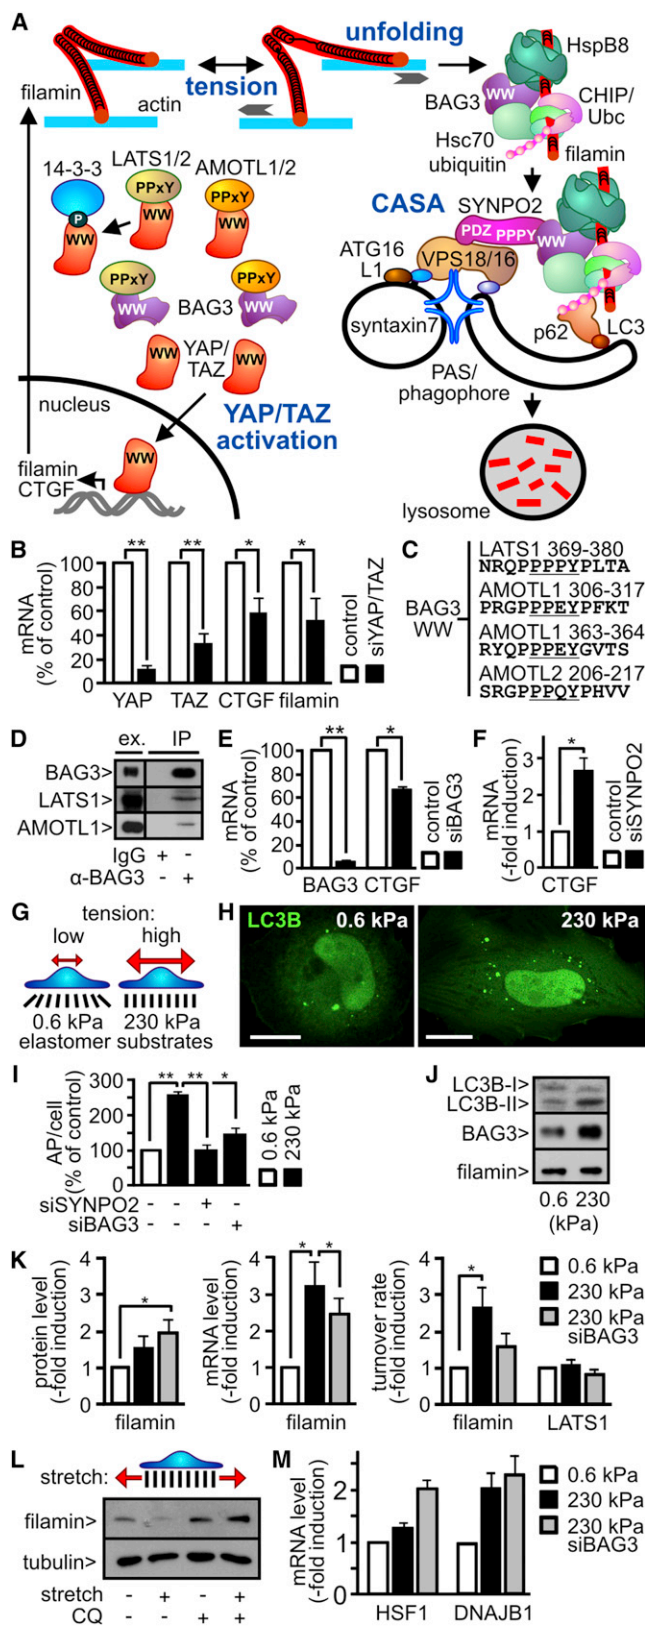 A
unfolding
HspB8
filamin
tension
BAG3
WW
CHIP/
Ubc
actin
Hsc70
ubiquitin
filamin
14-3-3
LATS1/2
AMOTL1/2
PPxY
PPxY
P
WW
WW
WW
CASA
SYNPO2
PDZ PPPY WW
ATG16
L1
VPS18/16
PPxY
PPxY
WW
BAG3
WW
syntaxin7
p62
LC3
WW
YAP/
TAZ
WW
PAS/
phagophore
nucleus
YAP/TAZ
activation
WW
filamin
CTGF
lysosome
B
mRNA
(% of control)
100
80
60
40
20
0
**
**
*
*
YAP
TAZ
CTGF
filamin
control
siYAP/TAZ
C
BAG3
WW
LATS1 369-380
NRQPPPPYPLTA
AMOTL1 306-317
PRGPPPEYPFKT
AMOTL1 363-364
RYQPPPEYGVTS
AMOTL2 206-217
SRGPPPQYPHVV
D
ex.
IP
BAG3>
LATS1>
AMOTL1>
IgG + -
α-BAG3 - +
E
mRNA
(% of control)
100
80
60
40
20
0
**
*
BAG3
CTGF
control
siBAG3
F
mRNA
(-fold induction)
4
3
2
1
0
*
CTGF
control
siSYNPO2
G
tension:
low
high
0.6 kPa
230 kPa
elastomer substrates
H
LC3B
0.6 kPa
230 kPa
I
AP/cell
(% of control)
300
200
100
0
**
**
*
siSYNPO2 - - + -
siBAG3 - - - +
0.6 kPa
230 kPa
J
LC3B-I>
LC3B-II>
BAG3>
filamin>
0.6 230
(kPa)
K
protein level
(-fold induction)
4
3
2
1
0
*
filamin
mRNA level
(-fold induction)
4
3
2
1
0
*
*
filamin
turnover rate
(-fold induction)
4
3
2
1
0
*
filamin
LATS1
0.6 kPa
230 kPa
230 kPa
siBAG3
L
stretch:
filamin>
tubulin>
stretch - + - +
CQ - - + +
M
mRNA level
(-fold induction)
2
1
0
HSF1
DNAJB1
0.6 kPa
230 kPa
230 kPa
siBAG3